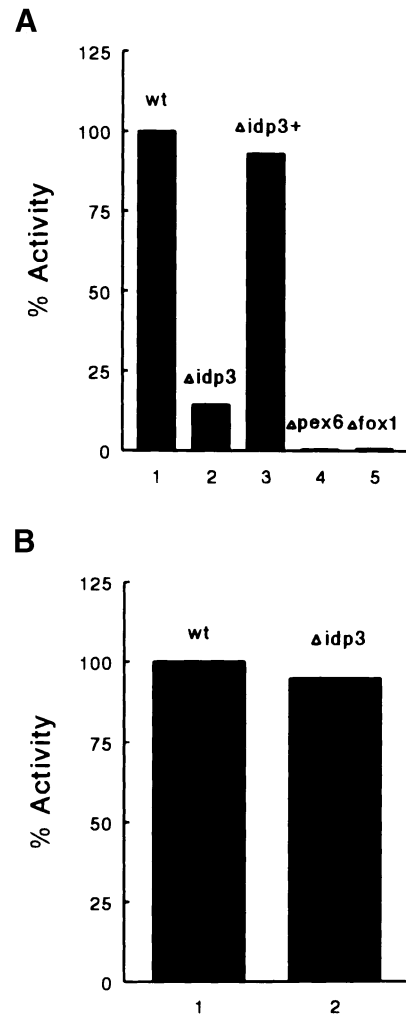 A
125
wt
100
Δidp3+
75
% Activity
50
25
Δidp3
Δpex6 Δfox1
0
1 2 3 4 5
B
125
wt Δidp3
100
75
% Activity
50
25
0
1 2